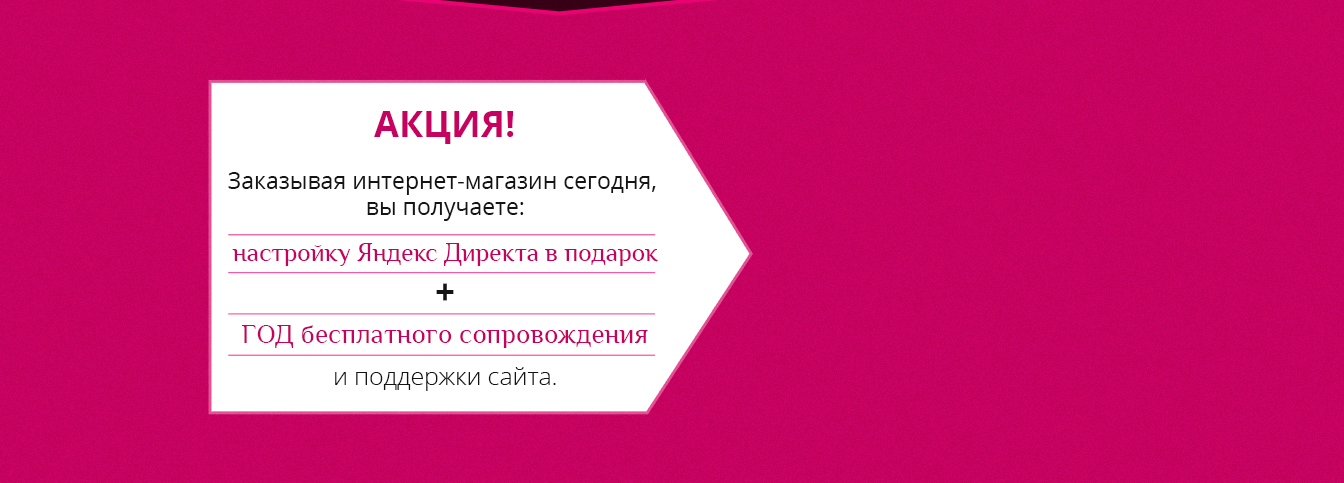 АКЦИЯ!
Заказывая интернет-магазин сегодня,
вы получаете:
настройку Яндекс Директа в подарок
+
ГОД бесплатного сопровождения
и поддержки сайта.